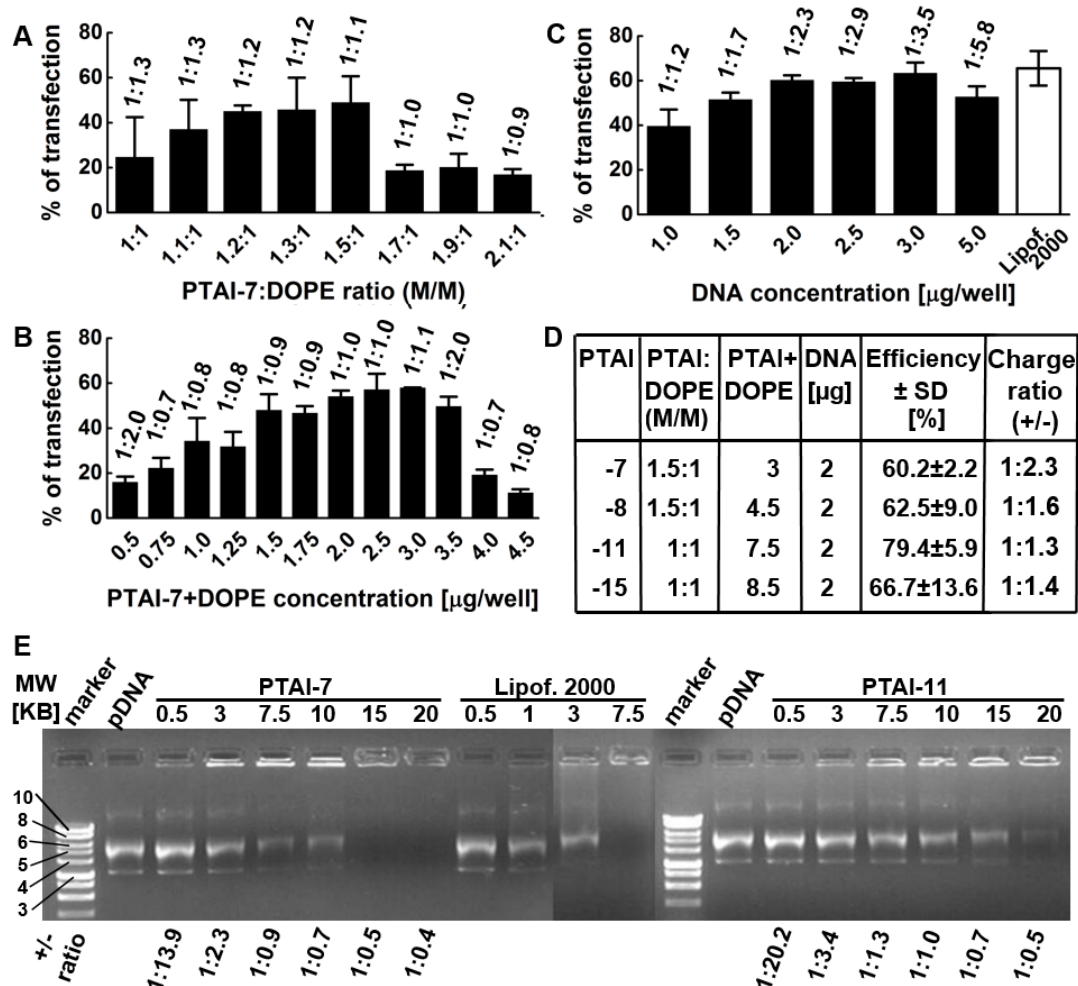 A
% of transfection
80
60
40
20
0
1:1.3
1:1.3
1:1.2
1:1.2
1:1.1
1:1.0
1:1.0
1:0.9
1:1
1.1:1
1.2:1
1.3:1
1.5:1
1.7:1
1.9:1
2.1:1
PTAI-7:DOPE ratio (M/M)
B
% of transfection
80
60
40
20
0
1:2.0
1:0.7
1:0.8
1:0.8
1:0.9
1:0.9
1:1.0
1:1.0
1:1.1
1:2.0
1:0.7
1:0.8
0.5
0.75
1.0
1.25
1.5
1.75
2.0
2.5
3.0
3.5
4.0
4.5
PTAI-7+DOPE concentration [µg/well]
C
% of transfection
80
60
40
20
0
1:1.2
1:1.7
1:2.3
1:2.9
1:3.5
1:5.8
1.0
1.5
2.0
2.5
3.0
5.0
Lipof.
2000
DNA concentration [µg/well]
D
PTAI PTAI: PTAI+ DNA Efficiency Charge
DOPE DOPE [µg] ± SD ratio
(M/M) [%] (+/-)
-7 1.5:1 3 2 60.2±2.2 1:2.3
-8 1.5:1 4.5 2 62.5±9.0 1:1.6
-11 1:1 7.5 2 79.4±5.9 1:1.3
-15 1:1 8.5 2 66.7±13.6 1:1.4
E
MW
[KB]
marker
pDNA
PTAI-7
0.5 3 7.5 10 15 20
Lipof. 2000
0.5 1 3 7.5
marker
pDNA
PTAI-11
0.5 3 7.5 10 15 20
10
8
6
5
4
3
+/-
ratio
1:13.9
1:2.3
1:0.9
1:0.7
1:0.5
1:0.4
1:20.2
1:3.4
1:1.3
1:1.0
1:0.7
1:0.5